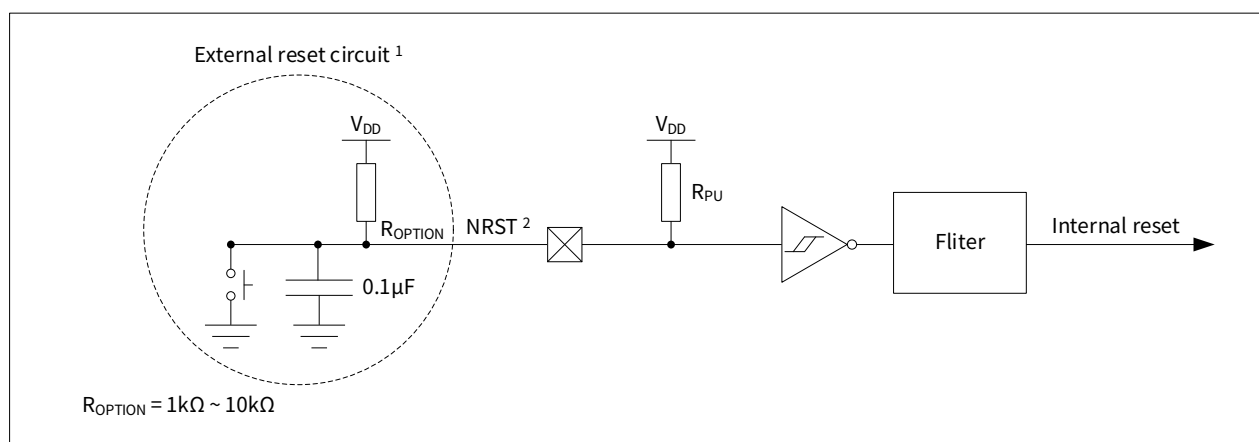 External reset circuit 1
VDD
VDD
ROPTION
RPU
NRST 2
Fliter
Internal reset
0.1μF
ROPTION = 1kΩ ~ 10kΩ